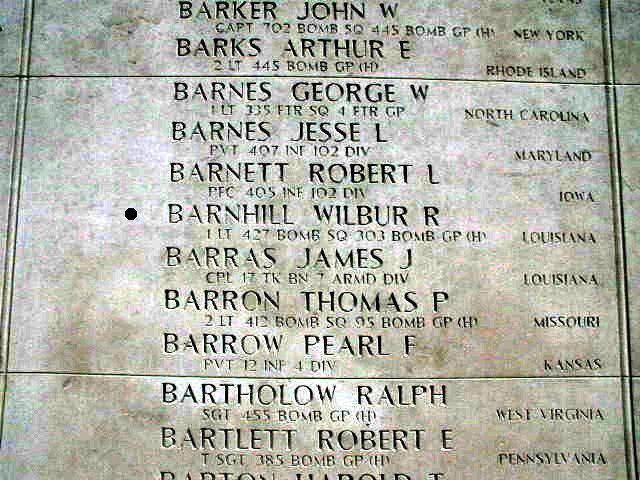 BARKER JOHN W
CAPT 702 BOMB SQ 445 BOMB GP (H) NEW YORK
BARKS ARTHUR E
2 LT 445 BOMB GP (H) RHODE ISLAND
BARNES GEORGE W
1 LT 335 FTR SQ 4 FTR GP NORTH CAROLINA
BARNES JESSE L
PVT 407 INF 102 DIV MARYLAND
BARNETT ROBERT L
PFC 405 INF 102 DIV IOWA
BARNHILL WILBUR R
1 LT 427 BOMB SQ 303 BOMB GP (H) LOUISIANA
BARRAS JAMES J
CPL 17 TK BN 7 ARMD DIV LOUISIANA
BARRON THOMAS P
2 LT 412 BOMB SQ 95 BOMB GP (H) MISSOURI
BARROW PEARL F
PVT 12 INF 4 DIV KANSAS
BARTHOLOW RALPH
SGT 455 BOMB GP (H) WEST VIRGINIA
BARTLETT ROBERT E
T SGT 385 BOMB GP (H) PENNSYLVANIA
BARTON HAROLD T